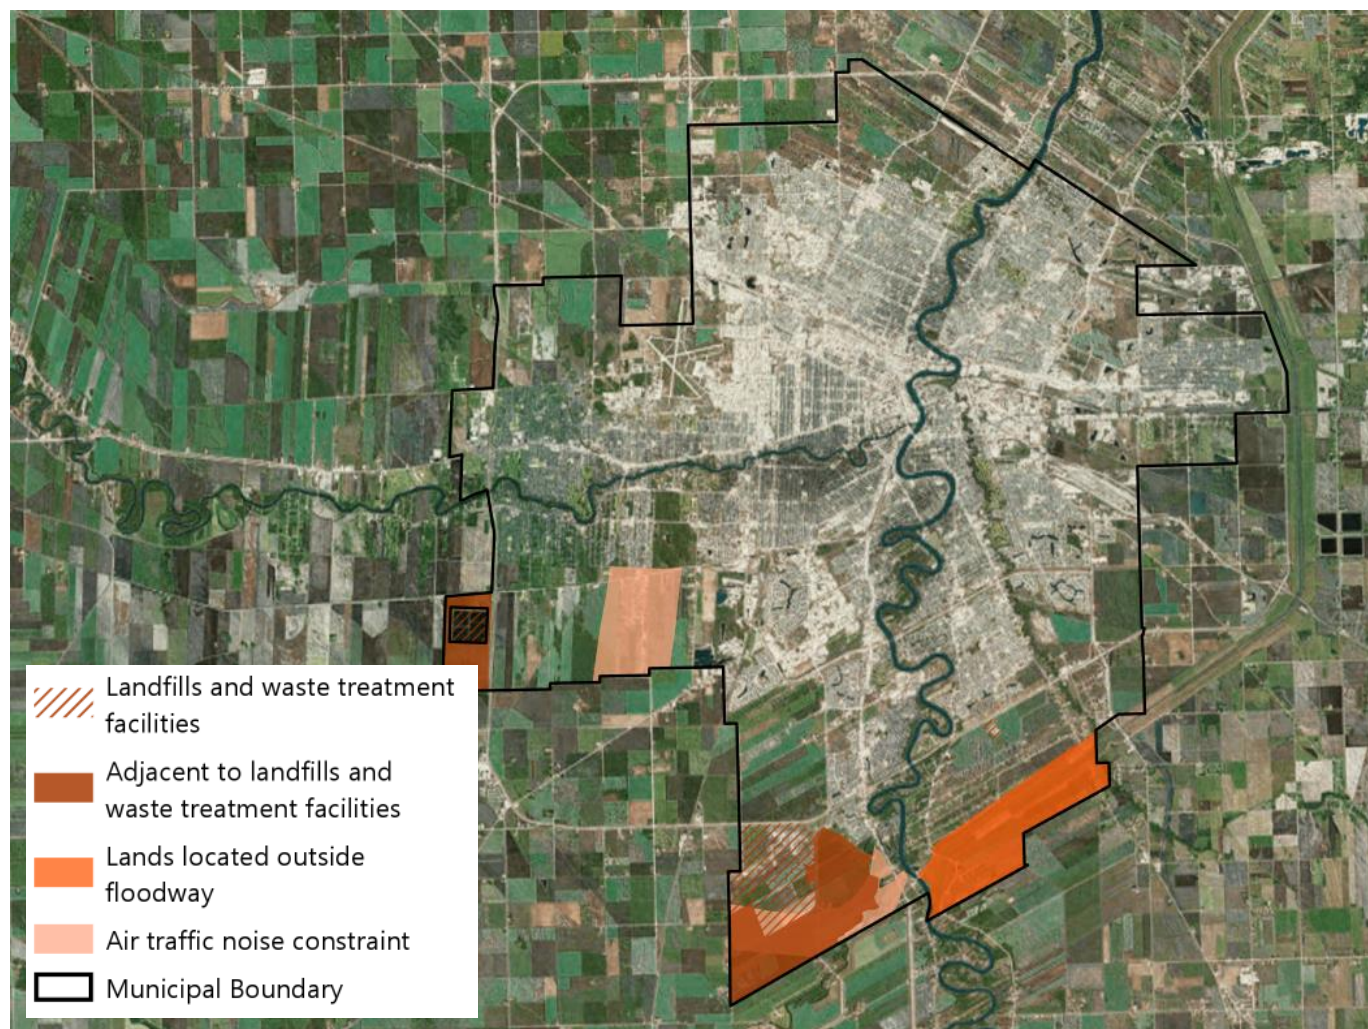 Landfills and waste treatment
facilities
Adjacent to landfills and
waste treatment facilities
Lands located outside
floodway
Air traffic noise constraint
Municipal Boundary